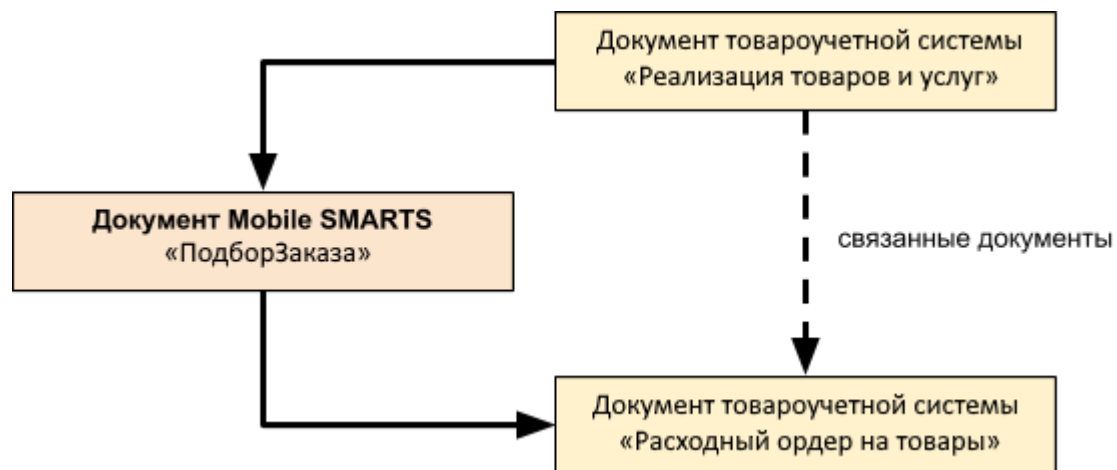 Документ товароучетной системы
«Реализация товаров и услуг»
Документ Mobile SMARTS
«ПодборЗаказа»
связанные документы
Документ товароучетной системы
«Расходный ордер на товары»